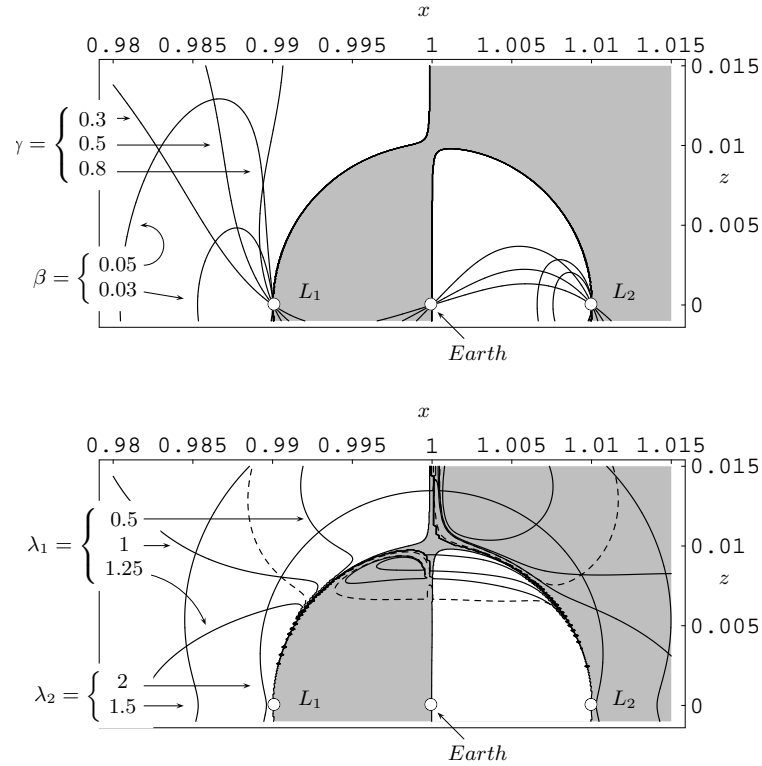 x
0.98 0.985 0.99 0.995 1 1.005 1.01 1.015
0.015
0.01
z
0.005
0
γ = { 0.3
0.5
0.8
β = { 0.05
0.03
L₁
L₂
Earth
x
0.98 0.985 0.99 0.995 1 1.005 1.01 1.015
0.015
0.01
z
0.005
0
λ₁ = { 0.5
1
1.25
λ₂ = { 2
1.5
L₁
L₂
Earth